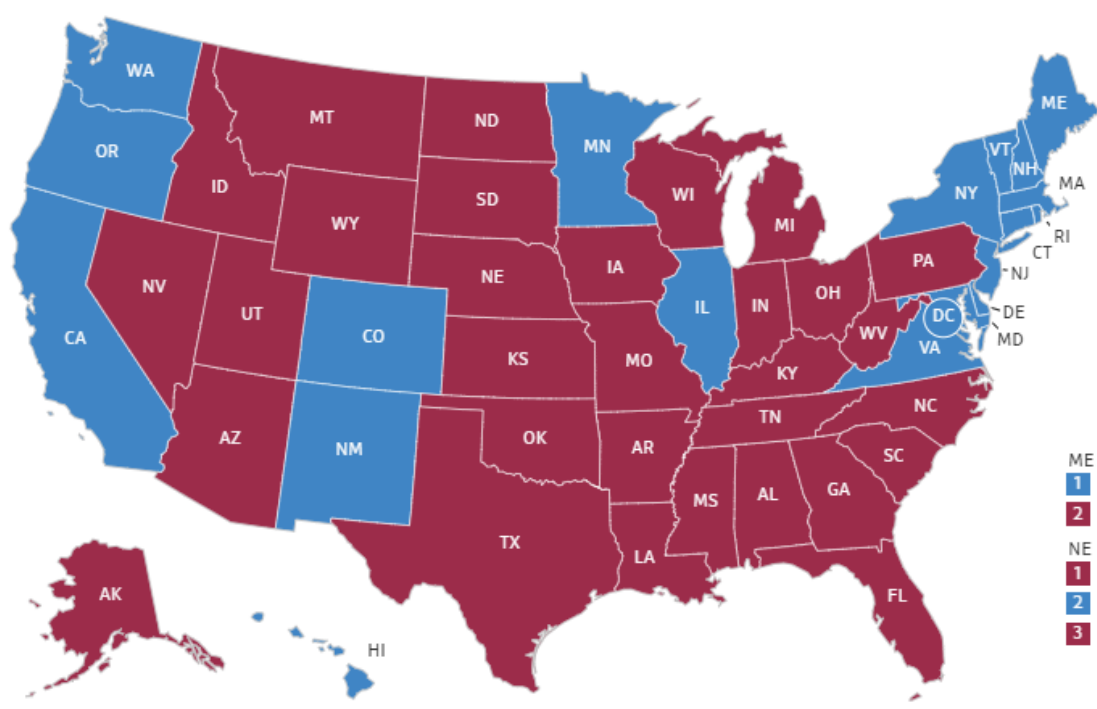 WA
ME
MT
ND
VT
MN
OR
NH
MA
ID
SD
NY
WI
WY
MI
RI
CT
PA
IA
NE
NJ
NV
OH
UT
IL
IN
DC
DE
CA
CO
WV
MD
VA
KS
MO
KY
NC
TN
AZ
OK
NM
AR
SC
MS
AL
GA
TX
LA
AK
FL
HI
ME
1
2
NE
1
2
3